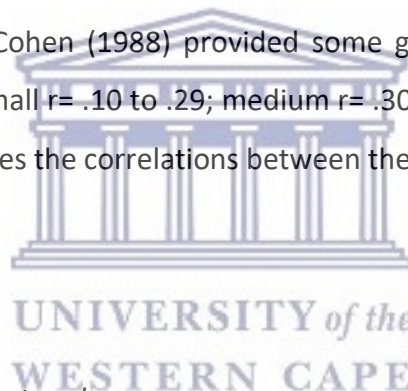 Cohen (1988) provided some g
all r= .10 to .29; medium r= .30
es the correlations between the
UNIVERSITY of the
WESTERN CAPE